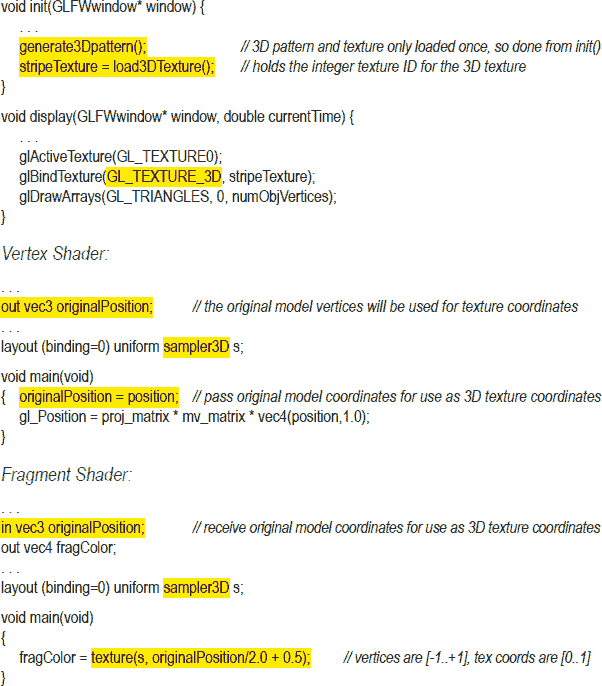 void init(GLFWwindow* window) {
. . .
generate3Dpattern(); // 3D pattern and texture only loaded once, so done from init()
stripeTexture = load3DTexture(); // holds the integer texture ID for the 3D texture
}
void display(GLFWwindow* window, double currentTime) {
. . .
glActiveTexture(GL_TEXTURE0);
glBindTexture(GL_TEXTURE_3D, stripeTexture);
glDrawArrays(GL_TRIANGLES, 0, numObjVertices);
}
Vertex Shader:
. . .
out vec3 originalPosition; // the original model vertices will be used for texture coordinates
. . .
layout (binding=0) uniform sampler3D s;
void main(void)
{ originalPosition = position; // pass original model coordinates for use as 3D texture coordinates
gl_Position = proj_matrix * mv_matrix * vec4(position,1.0);
}
Fragment Shader:
. . .
in vec3 originalPosition; // receive original model coordinates for use as 3D texture coordinates
out vec4 fragColor;
. . .
layout (binding=0) uniform sampler3D s;
void main(void)
{
fragColor = texture(s, originalPosition/2.0 + 0.5); // vertices are [-1..+1], tex coords are [0..1]
}